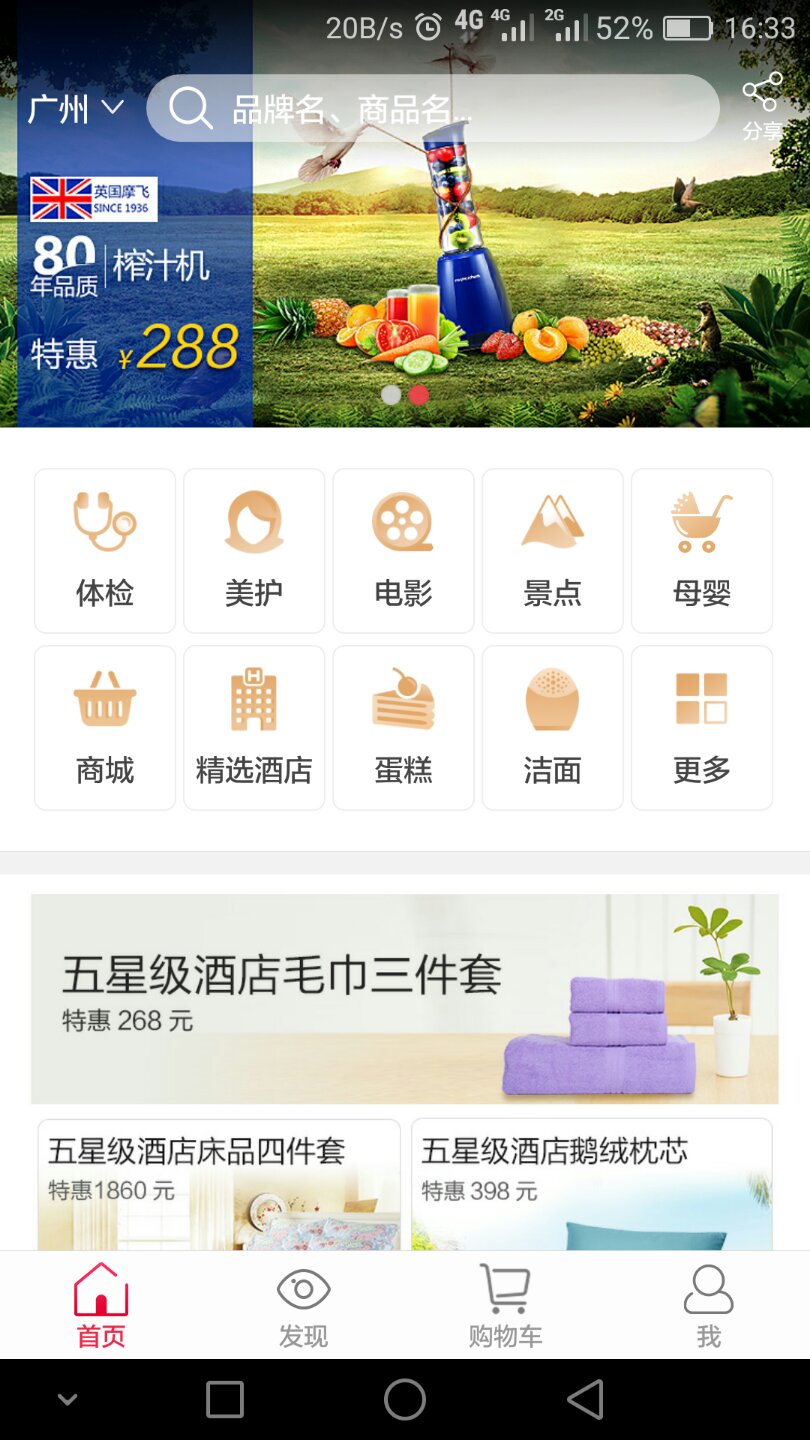 20B/s 4G 4G 2G 52% 16:33
广州
品牌名、商品名...
分享
英国摩飞
SINCE 1936
80
年品质
榨汁机
特惠 ¥288
体检
美护
电影
景点
母婴
商城
精选酒店
蛋糕
洁面
更多
五星级酒店毛巾三件套
特惠 268 元
五星级酒店床品四件套
特惠1860 元
五星级酒店鹅绒枕芯
特惠 398 元
首页
发现
购物车
我